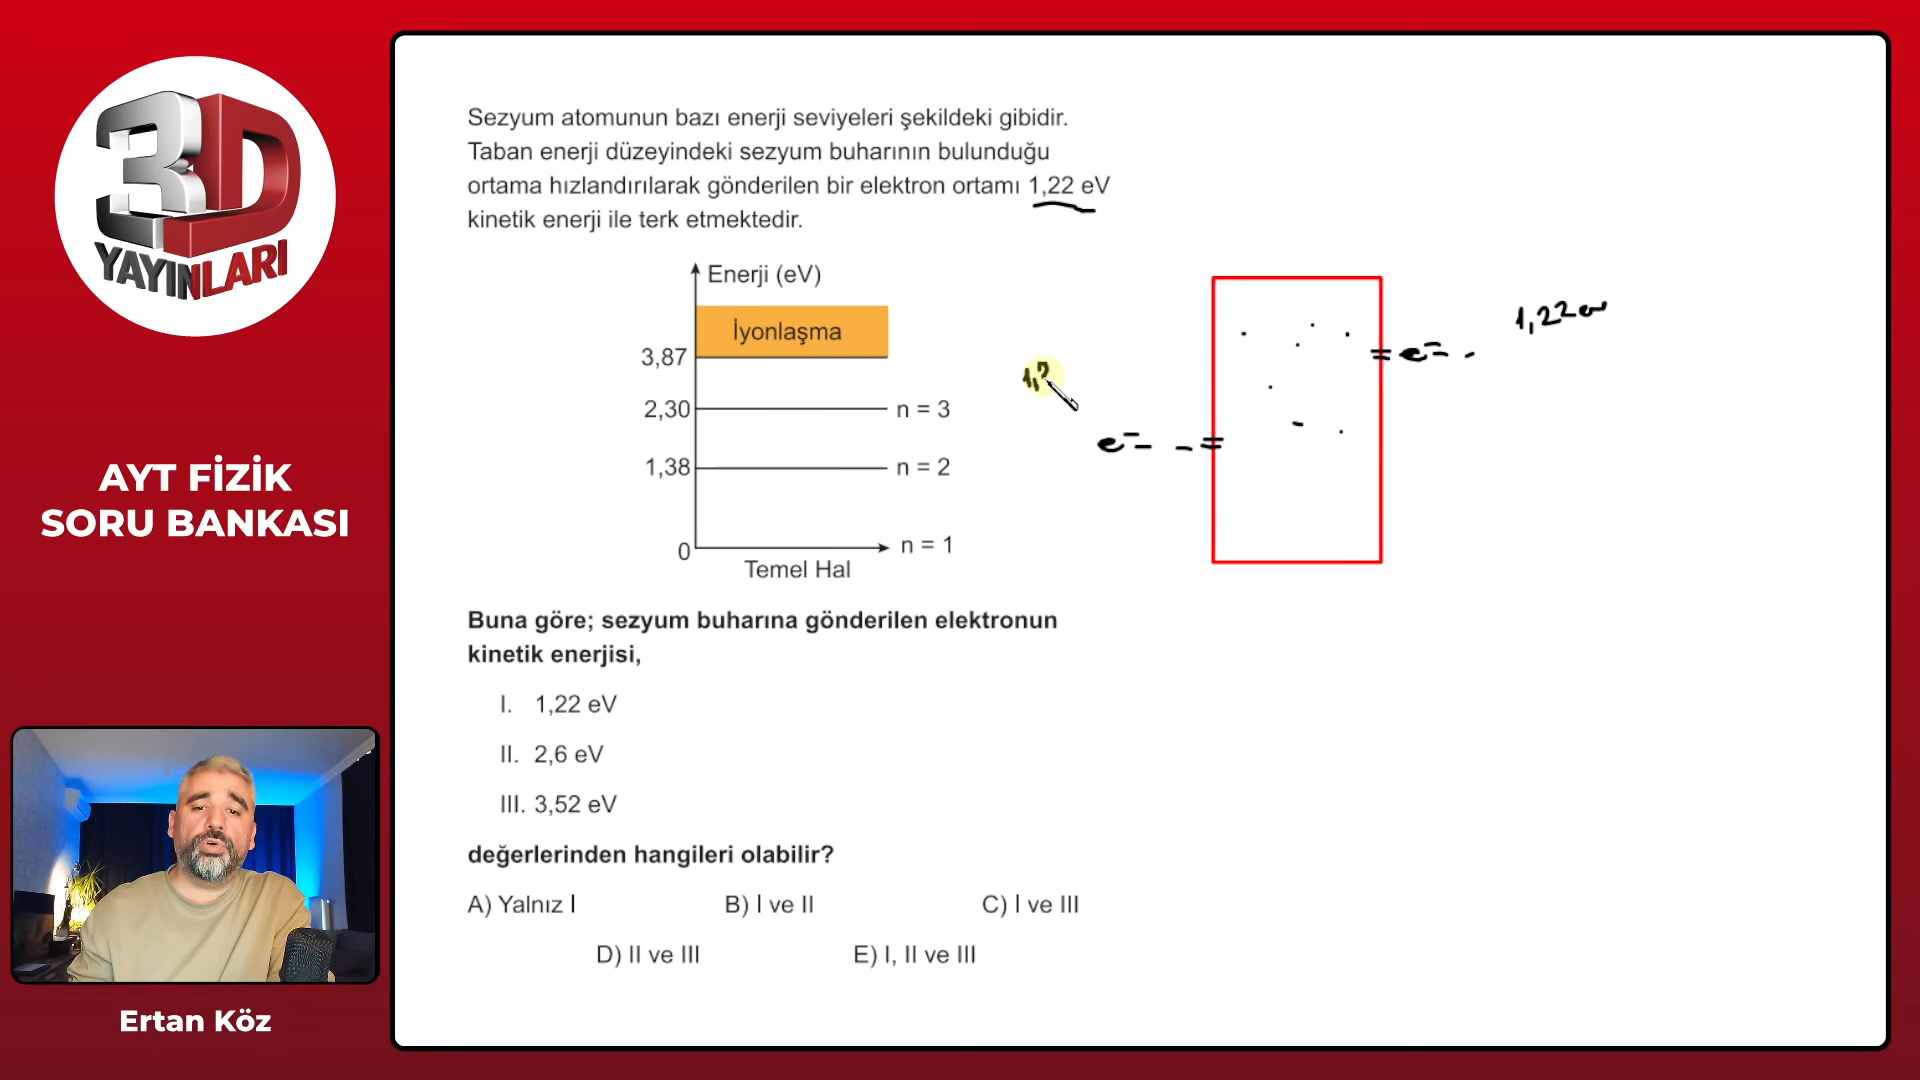 3D
YAYINLARI
AYT FİZİK
SORU BANKASI
Ertan Köz
Sezyum atomunun bazı enerji seviyeleri şekildeki gibidir.
Taban enerji düzeyindeki sezyum buharının bulunduğu
ortama hızlandırılarak gönderilen bir elektron ortamı 1,22 eV
kinetik enerji ile terk etmektedir.
Enerji (eV)
İyonlaşma
3,87
2,30 n = 3
1,38 n = 2
0 n = 1
Temel Hal
1,22 eV
e⁻
1,2
e⁻
Buna göre; sezyum buharına gönderilen elektronun
kinetik enerjisi,
I. 1,22 eV
II. 2,6 eV
III. 3,52 eV
değerlerinden hangileri olabilir?
A) Yalnız I B) I ve II C) I ve III
D) II ve III E) I, II ve III